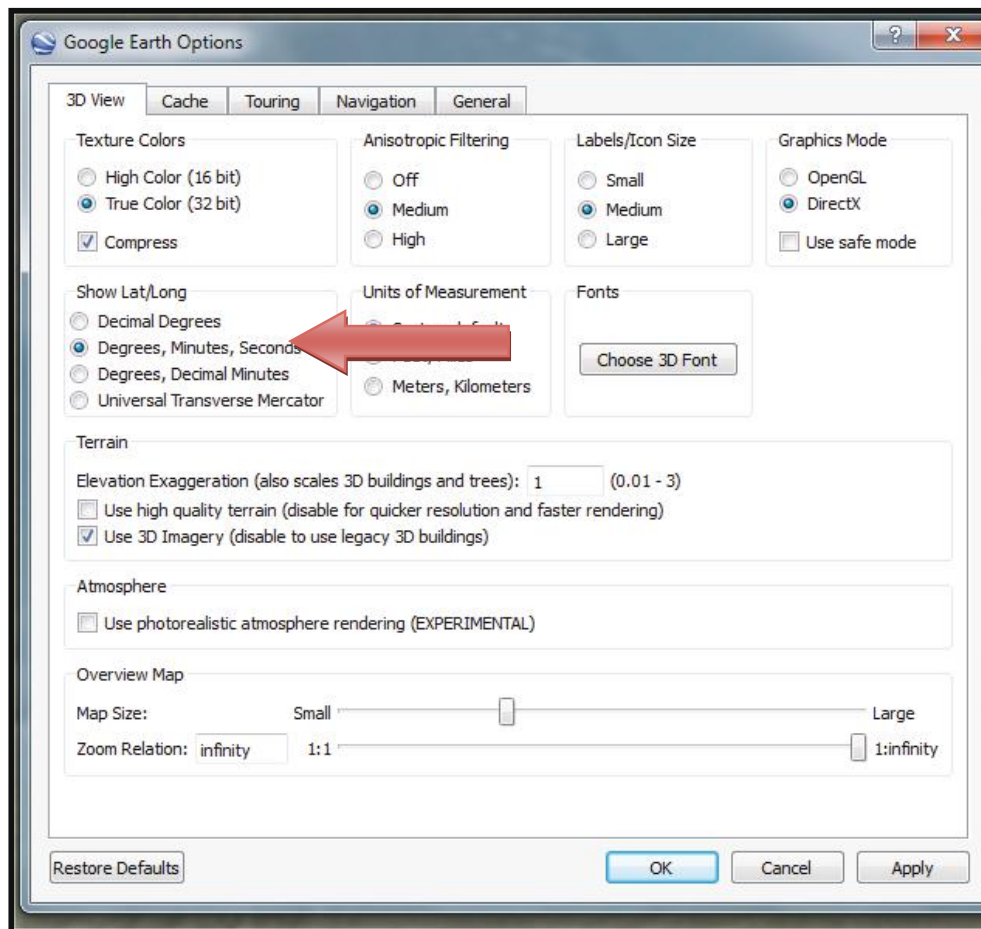 Google Earth Options
3D View Cache Touring Navigation General
Texture Colors
High Color (16 bit)
True Color (32 bit)
Compress
Anisotropic Filtering
Off
Medium
High
Labels/Icon Size
Small
Medium
Large
Graphics Mode
OpenGL
DirectX
Use safe mode
Show Lat/Long
Decimal Degrees
Degrees, Minutes, Seconds
Degrees, Decimal Minutes
Universal Transverse Mercator
Units of Measurement
Meters, Kilometers
Fonts
Choose 3D Font
Terrain
Elevation Exaggeration (also scales 3D buildings and trees): 1 (0.01 - 3)
Use high quality terrain (disable for quicker resolution and faster rendering)
Use 3D Imagery (disable to use legacy 3D buildings)
Atmosphere
Use photorealistic atmosphere rendering (EXPERIMENTAL)
Overview Map
Map Size: Small Large
Zoom Relation: infinity 1:1 1:infinity
Restore Defaults OK Cancel Apply